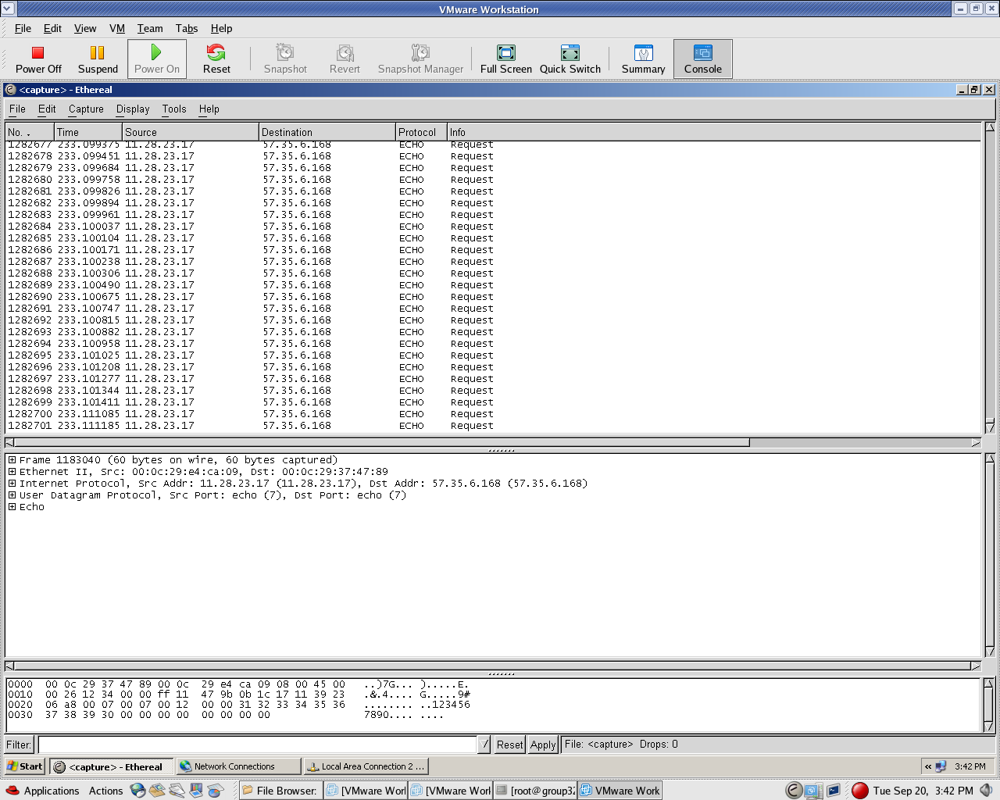 VMware Workstation
File Edit View VM Team Tabs Help
Power Off Suspend Power On Reset Snapshot Revert Snapshot Manager Full Screen Quick Switch Summary Console
<capture> - Ethereal
File Edit Capture Display Tools Help
No. . Time Source Destination Protocol Info
1282677 233.099375 11.28.23.17 57.35.6.168 ECHO Request
1282678 233.099451 11.28.23.17 57.35.6.168 ECHO Request
1282679 233.099684 11.28.23.17 57.35.6.168 ECHO Request
1282680 233.099758 11.28.23.17 57.35.6.168 ECHO Request
1282681 233.099826 11.28.23.17 57.35.6.168 ECHO Request
1282682 233.099894 11.28.23.17 57.35.6.168 ECHO Request
1282683 233.099961 11.28.23.17 57.35.6.168 ECHO Request
1282684 233.100037 11.28.23.17 57.35.6.168 ECHO Request
1282685 233.100104 11.28.23.17 57.35.6.168 ECHO Request
1282686 233.100171 11.28.23.17 57.35.6.168 ECHO Request
1282687 233.100238 11.28.23.17 57.35.6.168 ECHO Request
1282688 233.100306 11.28.23.17 57.35.6.168 ECHO Request
1282689 233.100490 11.28.23.17 57.35.6.168 ECHO Request
1282690 233.100675 11.28.23.17 57.35.6.168 ECHO Request
1282691 233.100747 11.28.23.17 57.35.6.168 ECHO Request
1282692 233.100815 11.28.23.17 57.35.6.168 ECHO Request
1282693 233.100882 11.28.23.17 57.35.6.168 ECHO Request
1282694 233.100958 11.28.23.17 57.35.6.168 ECHO Request
1282695 233.101025 11.28.23.17 57.35.6.168 ECHO Request
1282696 233.101208 11.28.23.17 57.35.6.168 ECHO Request
1282697 233.101277 11.28.23.17 57.35.6.168 ECHO Request
1282698 233.101344 11.28.23.17 57.35.6.168 ECHO Request
1282699 233.101411 11.28.23.17 57.35.6.168 ECHO Request
1282700 233.111085 11.28.23.17 57.35.6.168 ECHO Request
1282701 233.111185 11.28.23.17 57.35.6.168 ECHO Request
Frame 1183040 (60 bytes on wire, 60 bytes captured)
Ethernet II, Src: 00:0c:29:e4:ca:09, Dst: 00:0c:29:37:47:89
Internet Protocol, Src Addr: 11.28.23.17 (11.28.23.17), Dst Addr: 57.35.6.168 (57.35.6.168)
User Datagram Protocol, Src Port: echo (7), Dst Port: echo (7)
Echo
0000 00 0c 29 37 47 89 00 0c 29 e4 ca 09 08 00 45 00 ..)7G... ).....E.
0010 00 26 12 34 00 00 ff 11 47 9b 0b 1c 17 11 39 23 .&.4.... G.....9#
0020 06 a8 00 07 00 07 00 12 00 00 31 32 33 34 35 36 ........ ..123456
0030 37 38 39 30 00 00 00 00 00 00 00 00 7890.... ....
Filter: Reset Apply File: <capture> Drops: 0
Start <capture> - Ethereal Network Connections Local Area Connection 2 ... « 3:42 PM
Applications Actions File Browser: [VMware Worl [VMware Worl [root@group32 VMware Work Tue Sep 20, 3:42 PM